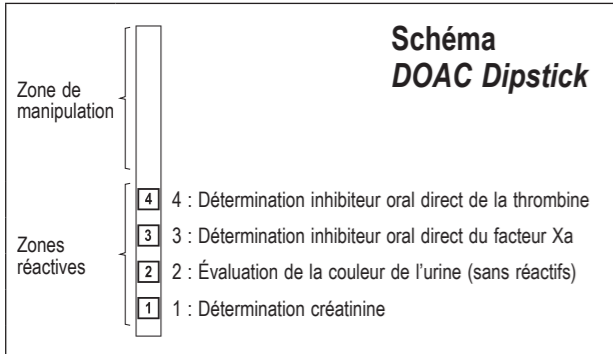 Schéma
DOAC Dipstick
Zone de
manipulation
Zones
réactives
4 4 : Détermination inhibiteur oral direct de la thrombine
3 3 : Détermination inhibiteur oral direct du facteur Xa
2 2 : Évaluation de la couleur de l'urine (sans réactifs)
1 1 : Détermination créatinine